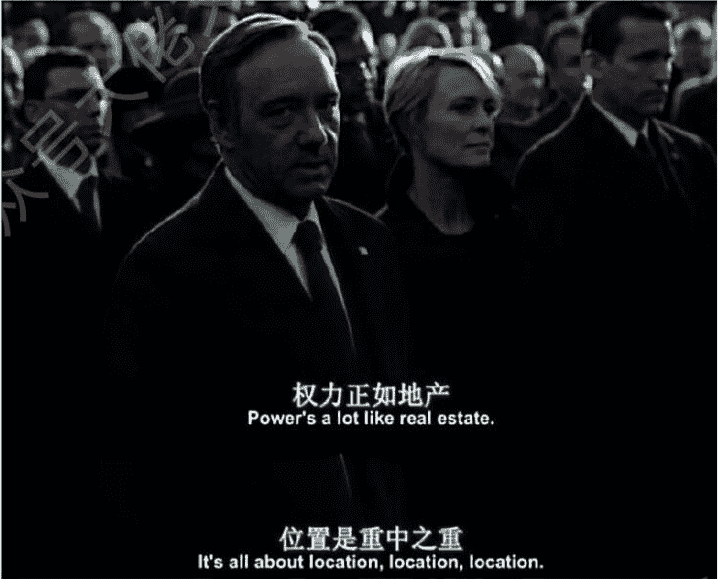 权力正如地产
Power's a lot like real estate.
位置是重中之重
It's all about location, location, location.